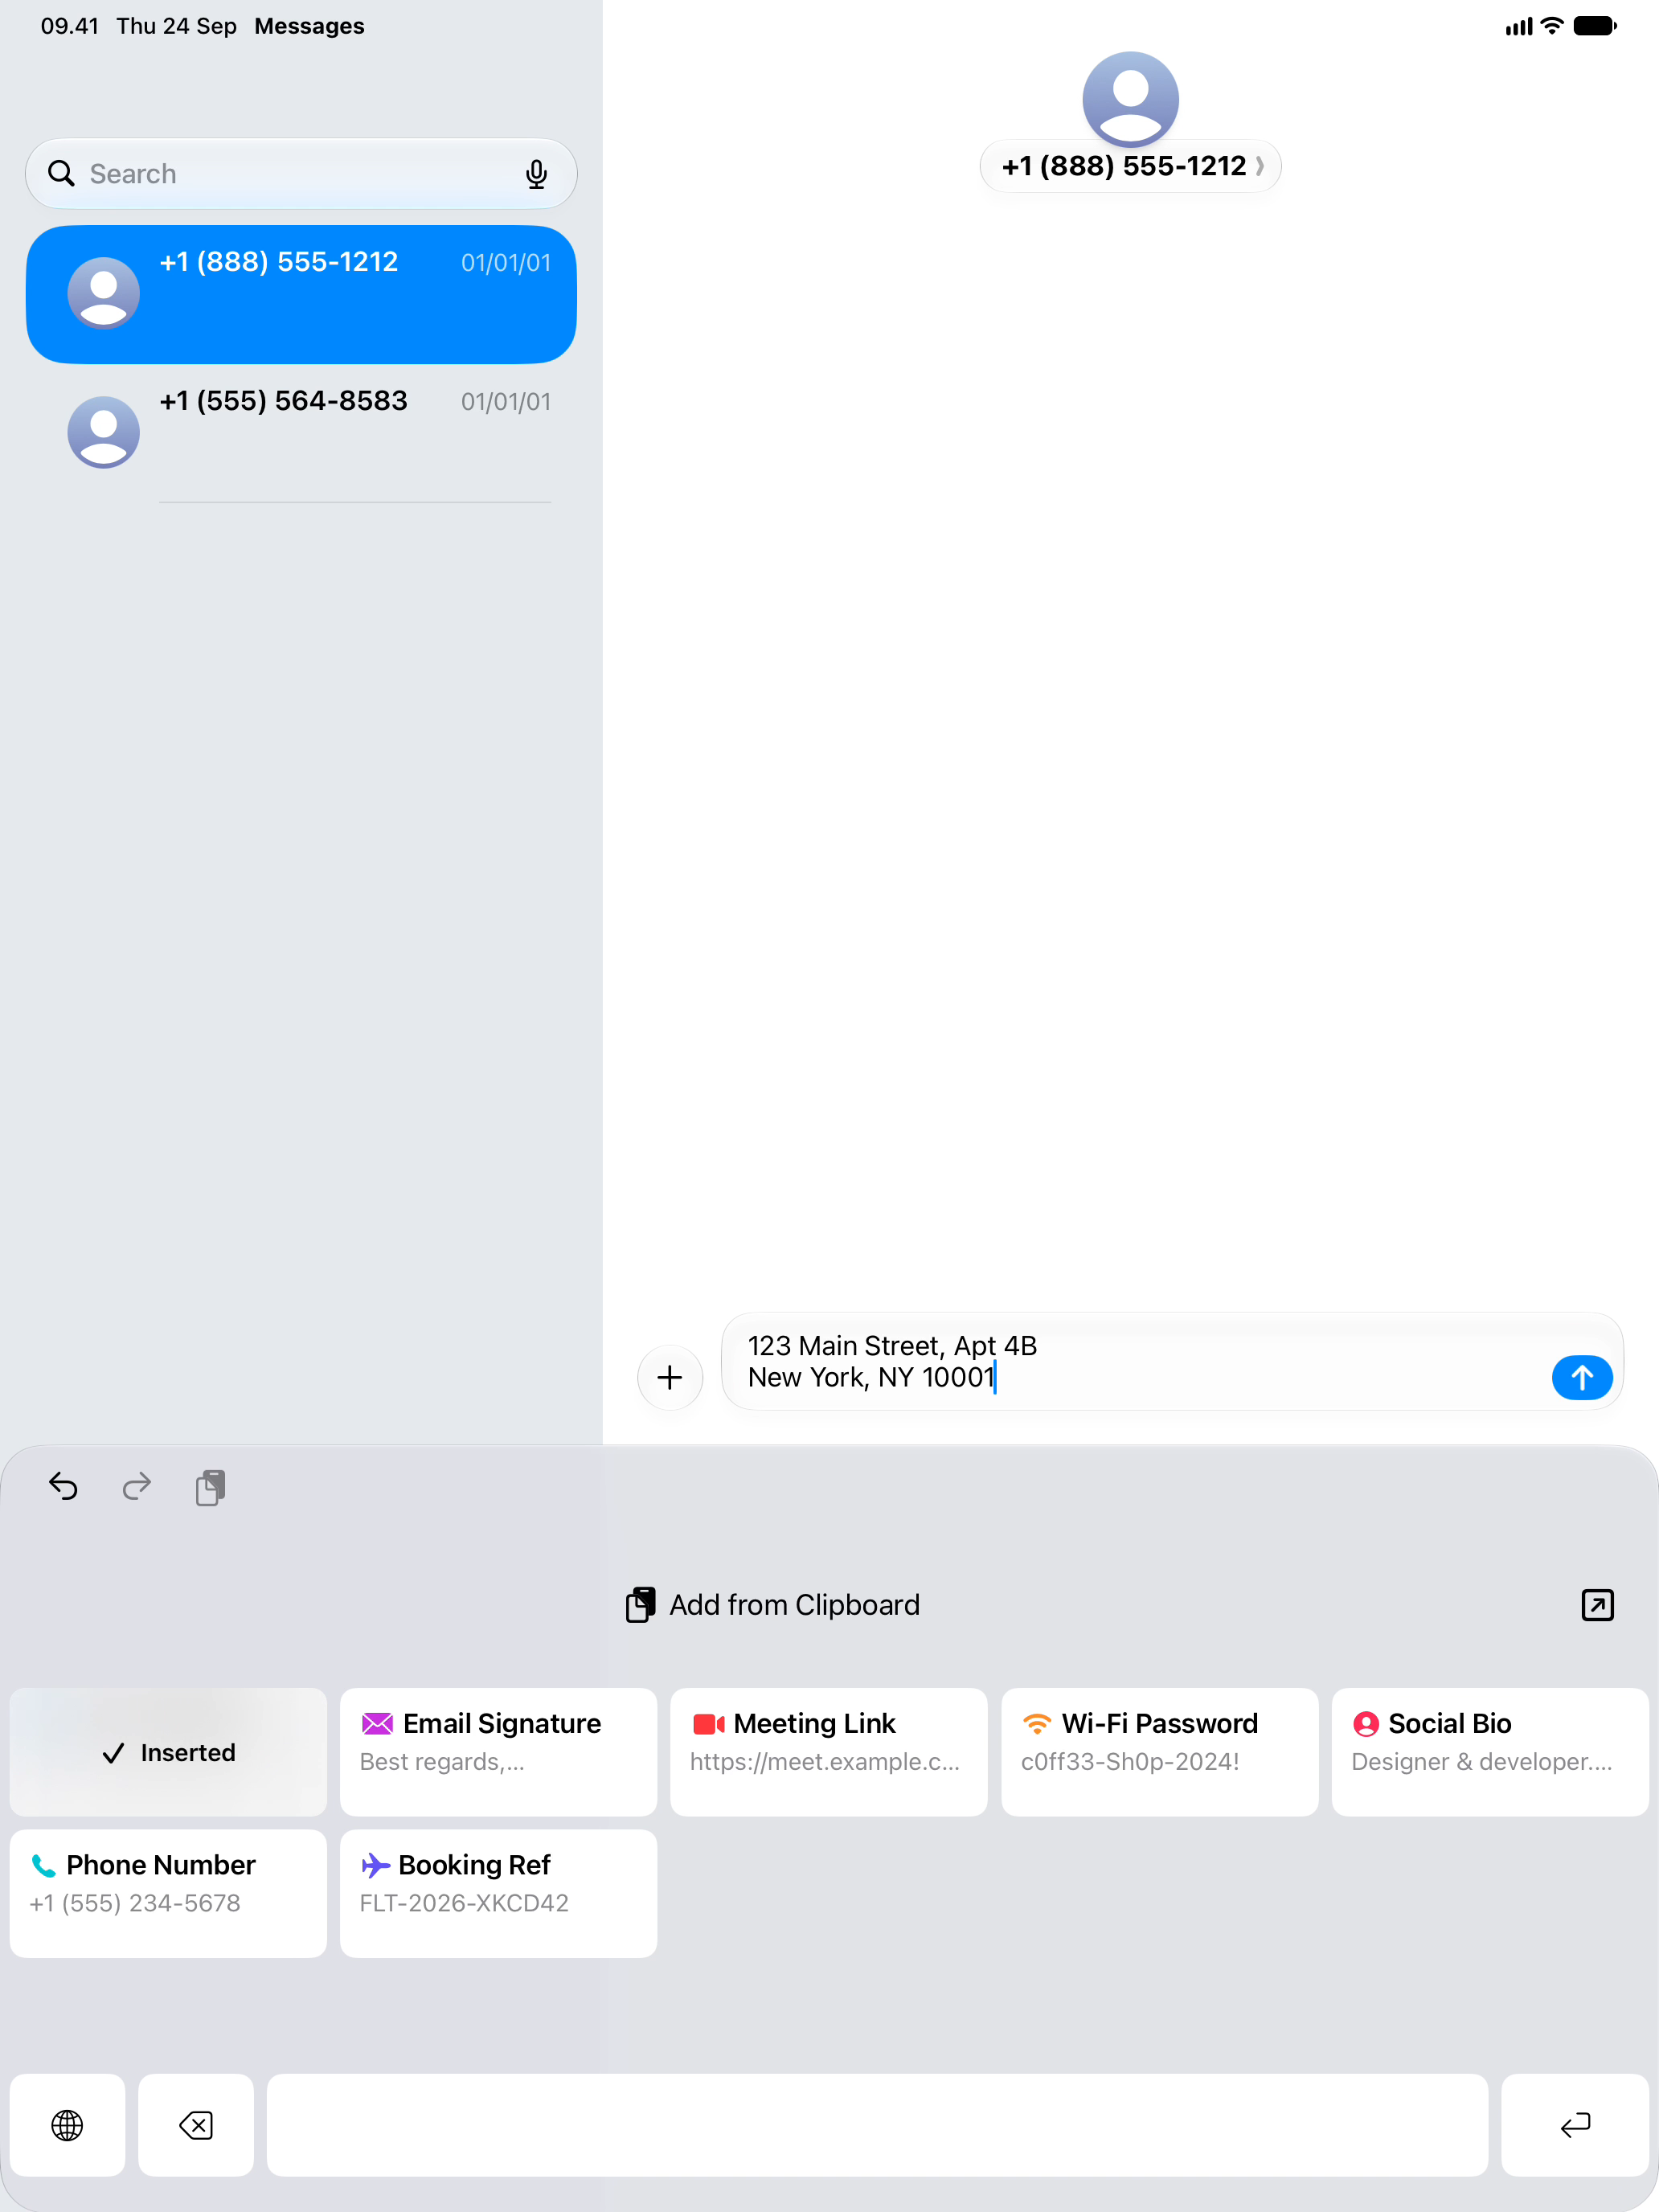 09.41 Thu 24 Sep Messages
Search
+1 (888) 555-1212 01/01/01
+1 (555) 564-8583 01/01/01
+1 (888) 555-1212
123 Main Street, Apt 4B
New York, NY 10001
Add from Clipboard
Inserted
Email Signature
Best regards,...
Meeting Link
https://meet.example.c...
Wi-Fi Password
c0ff33-Sh0p-2024!
Social Bio
Designer & developer....
Phone Number
+1 (555) 234-5678
Booking Ref
FLT-2026-XKCD42